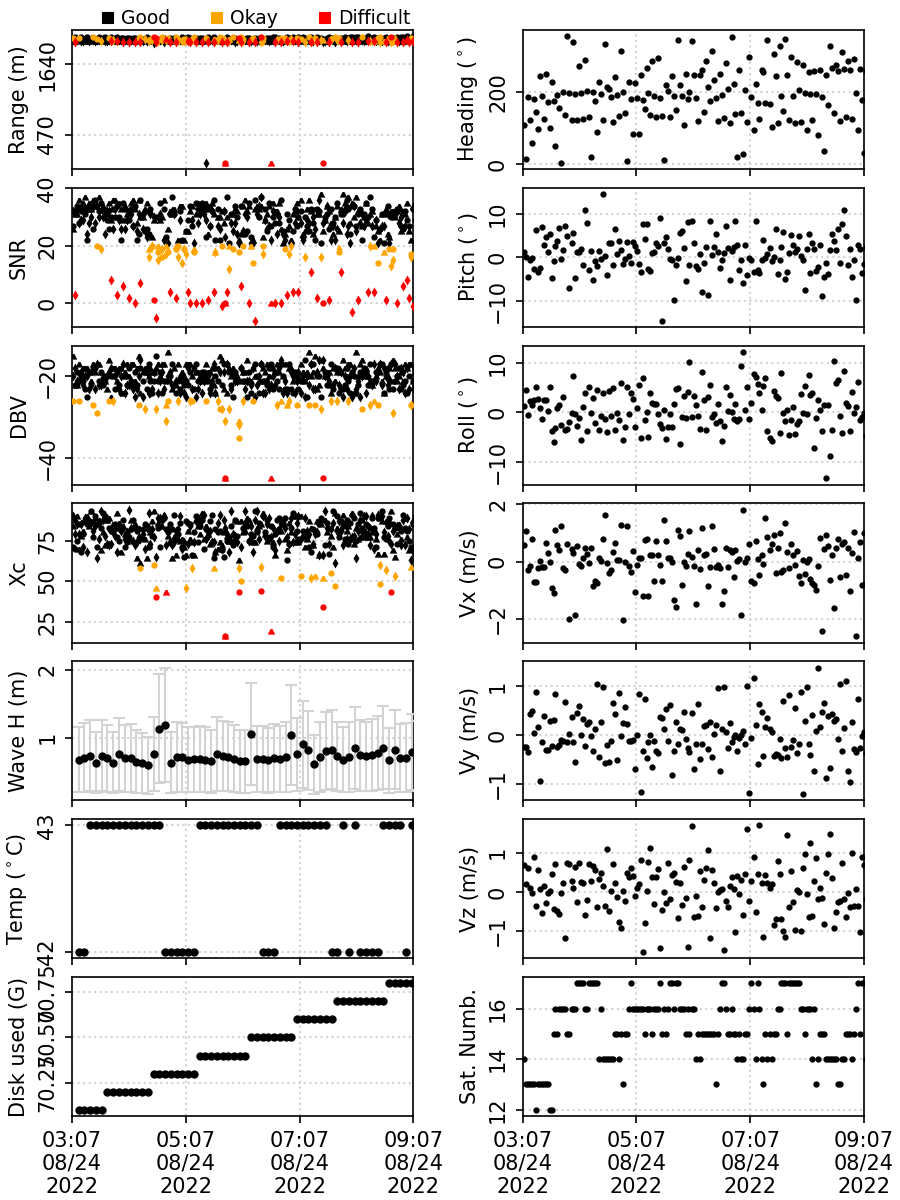 Good Okay Difficult
Range (m)
1640
470
Heading (°)
200
0
SNR
40
20
0
Pitch (°)
10
0
−10
DBV
−20
−40
Roll (°)
10
0
−10
Xc
75
50
25
Vx (m/s)
2
0
−2
Wave H (m)
2
1
Vy (m/s)
1
0
−1
Temp (°C)
43
42
Vz (m/s)
1
0
−1
Disk used (G)
70.75
70.50
70.25
Sat. Numb.
16
14
12
03:07 05:07 07:07 09:07
08/24 08/24 08/24 08/24
2022 2022 2022 2022
03:07 05:07 07:07 09:07
08/24 08/24 08/24 08/24
2022 2022 2022 2022